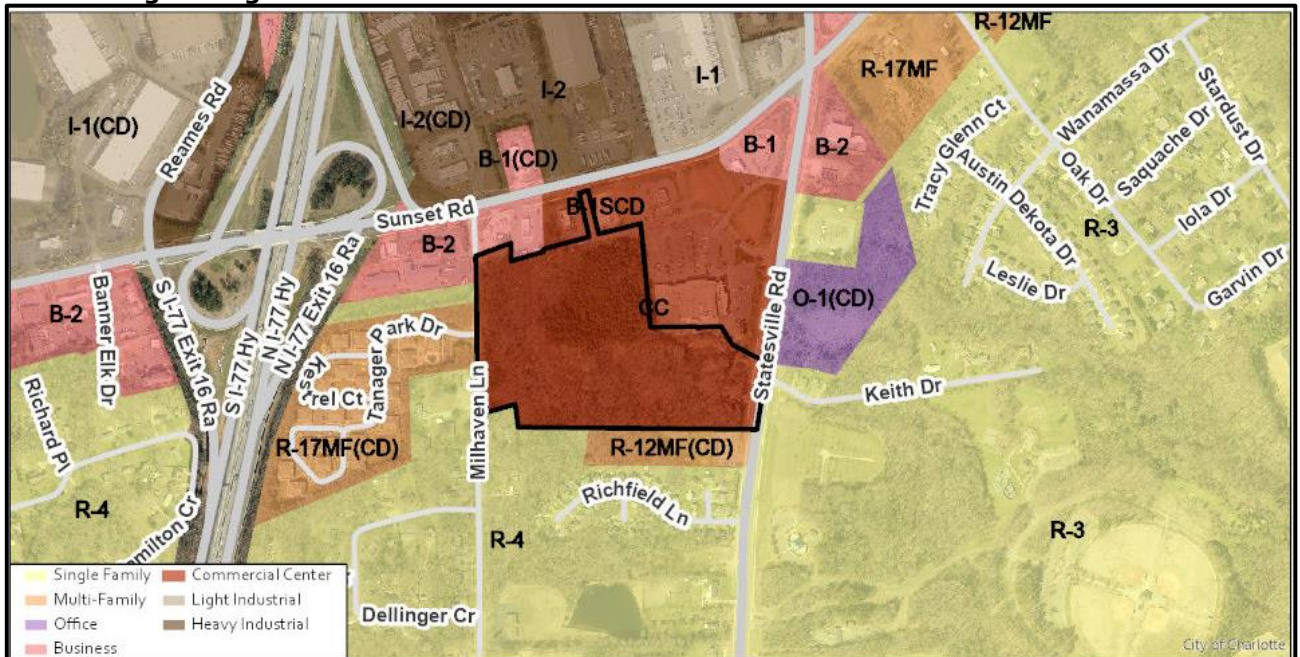 R-12MF
I-1
R-17MF
I-2
I-1(CD)
Reames Rd
I-2(CD)
B-1(CD)
B-1
B-2
Wanamassa Dr
Stardust Dr
Saquache Dr
Oak Dr
Iola Dr
Garvin Dr
Tracy Glenn Ct
Austin Dekota Dr
Leslie Dr
R-3
Sunset Rd
B-2
SCD
CC
O-1(CD)
Statesville Rd
Keith Dr
B-2
Banner Elk Dr
S I-77 Exit 16 Ra
S I-77 Hy
N I-77 Hy
N I-77 Exit 16 Ra
Park Dr
Tanager
Kestrel Ct
Milhaven Ln
Richard Pl
R-17MF(CD)
R-12MF(CD)
Richfield Ln
R-4
R-4
R-3
Dellinger Cr
Single Family
Multi-Family
Office
Business
Commercial Center
Light Industrial
Heavy Industrial
City of Charlotte